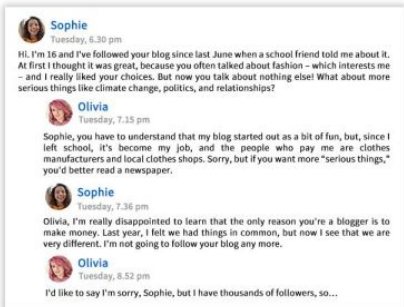 Sophie
Tuesday, 6.30 pm
Hi. I'm 16 and I've followed your blog since last June when a school friend told me about it.
At first I thought it was great, because you often talked about fashion – which interests me
– and I really liked your choices. But now you talk about nothing else! What about more
serious things like climate change, politics, and relationships?
Olivia
Tuesday, 7.15 pm
Sophie, you have to understand that my blog started out as a bit of fun, but, since I
left school, it's become my job, and the people who pay me are clothes
manufacturers and local clothes shops. Sorry, but if you want more "serious things,"
you'd better read a newspaper.
Sophie
Tuesday, 7.36 pm
Olivia, I'm really disappointed to learn that the only reason you're a blogger is to
make money. Last year, I felt we had things in common, but now I see that we are
very different. I'm not going to follow your blog any more.
Olivia
Tuesday, 8.52 pm
I'd like to say I'm sorry, Sophie, but I have thousands of followers, so...